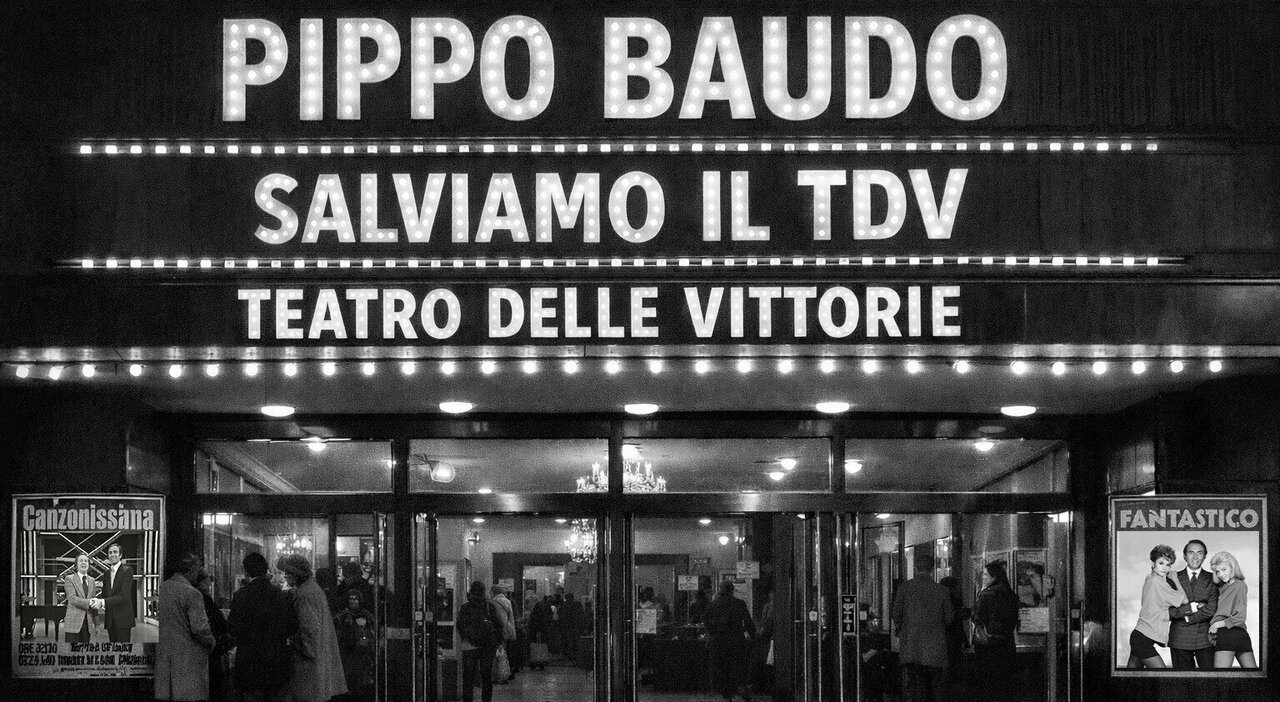 PIPPO BAUDO
SALVIAMO IL TDV
TEATRO DELLE VITTORIE
Canzonissima
FANTASTICO